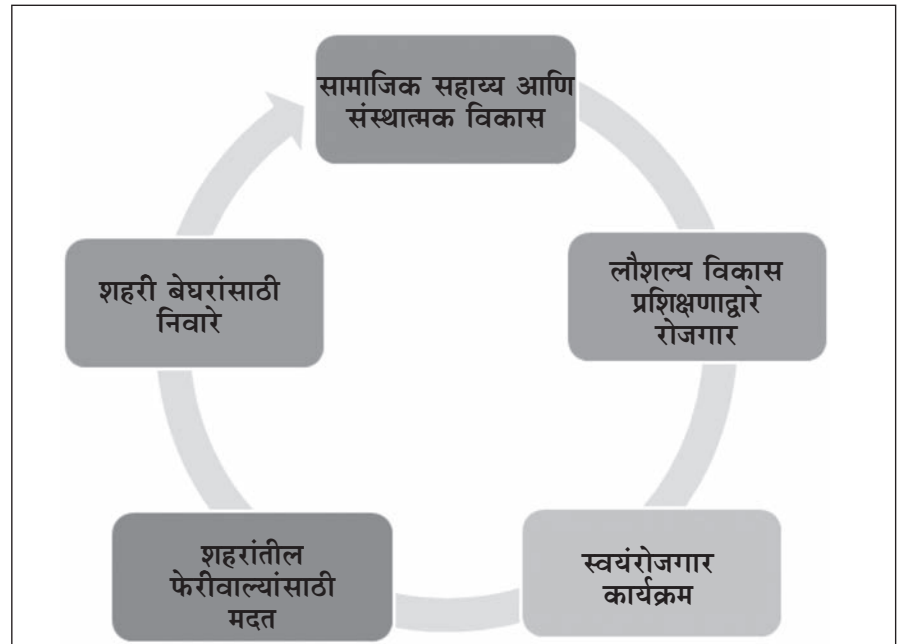 सामाजिक सहाय्य आणि
संस्थात्मक विकास
लौशल्य विकास
प्रशिक्षणाद्वारे
रोजगार
स्वयंरोजगार
कार्यक्रम
शहरांतील
फेरीवाल्यांसाठी
मदत
शहरी बेघरांसाठी
निवारे